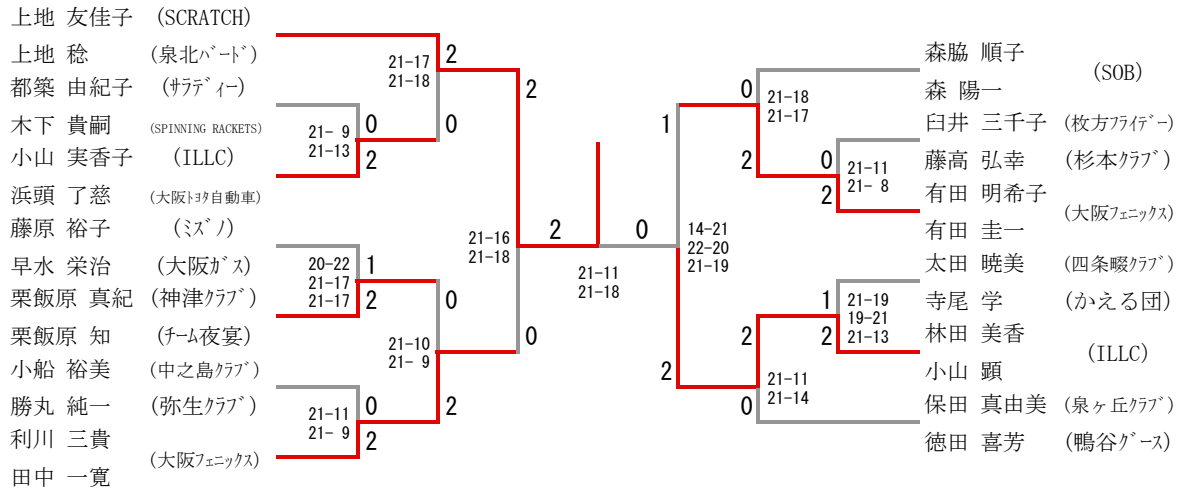 上地 友佳子 (SCRATCH)
上地 稔 (泉北ﾊﾞｰﾄﾞ)
都築 由紀子 (ｻﾗﾃﾞｨｰ)
木下 貴嗣 (SPINNING RACKETS)
小山 実香子 (ILLC)
浜頭 了慈 (大阪ﾄﾖﾀ自動車)
藤原 裕子 (ﾐｽﾞﾉ)
早水 栄治 (大阪ｶﾞｽ)
栗飯原 真紀 (神津ｸﾗﾌﾞ)
栗飯原 知 (ﾁｰﾑ夜宴)
小船 裕美 (中之島ｸﾗﾌﾞ)
勝丸 純一 (弥生ｸﾗﾌﾞ)
利川 三貴
(大阪ﾌｪﾆｯｸｽ)
田中 一寛
21-17
21-18
2
0
21- 9
21-13
0
2
20-22
21-17
21-17
1
2
21-10
21- 9
0
2
21-11
21- 9
0
2
21-16
21-18
2
0
2
0
21-11
21-18
14-21
22-20
21-19
1
2
21-18
21-17
0
2
21-11
21- 8
0
2
21-19
19-21
21-13
1
2
21-11
21-14
2
0
森脇 順子
(SOB)
森 陽一
臼井 三千子 (枚方ﾌﾗｲﾃﾞｰ)
藤高 弘幸 (杉本ｸﾗﾌﾞ)
有田 明希子
(大阪ﾌｪﾆｯｸｽ)
有田 圭一
太田 暁美 (四条畷ｸﾗﾌﾞ)
寺尾 学 (かえる団)
林田 美香
(ILLC)
小山 顕
保田 真由美 (泉ヶ丘ｸﾗﾌﾞ)
徳田 喜芳 (鴨谷ｸﾞｰｽ)